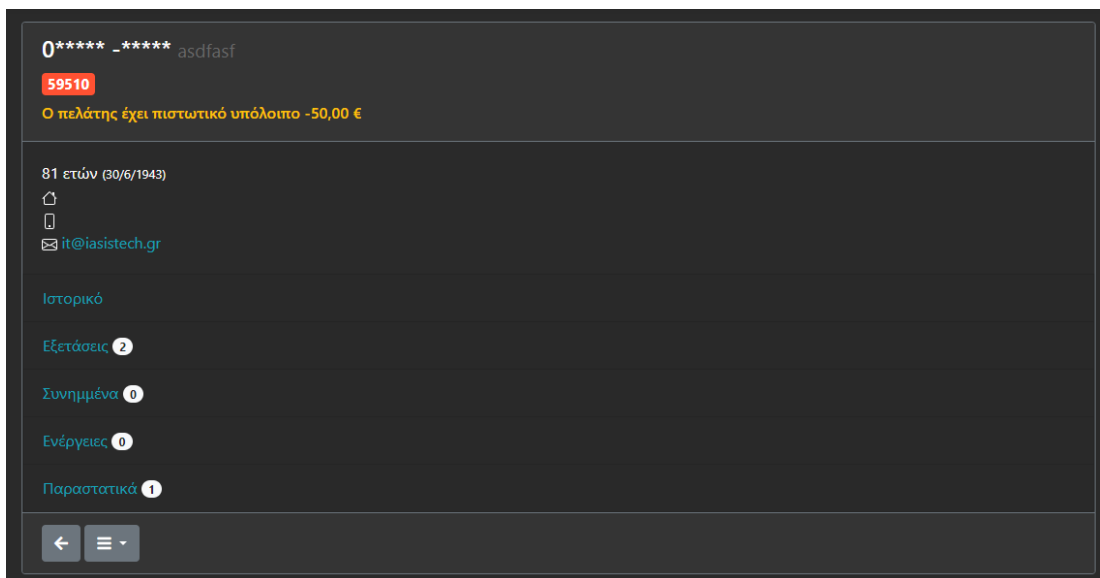 0***** -***** asdfasf
59510
Ο πελάτης έχει πιστωτικό υπόλοιπο -50,00 €
81 ετών (30/6/1943)
it@iasistech.gr
Ιστορικό
Εξετάσεις 2
Συνημμένα 0
Ενέργειες 0
Παραστατικά 1